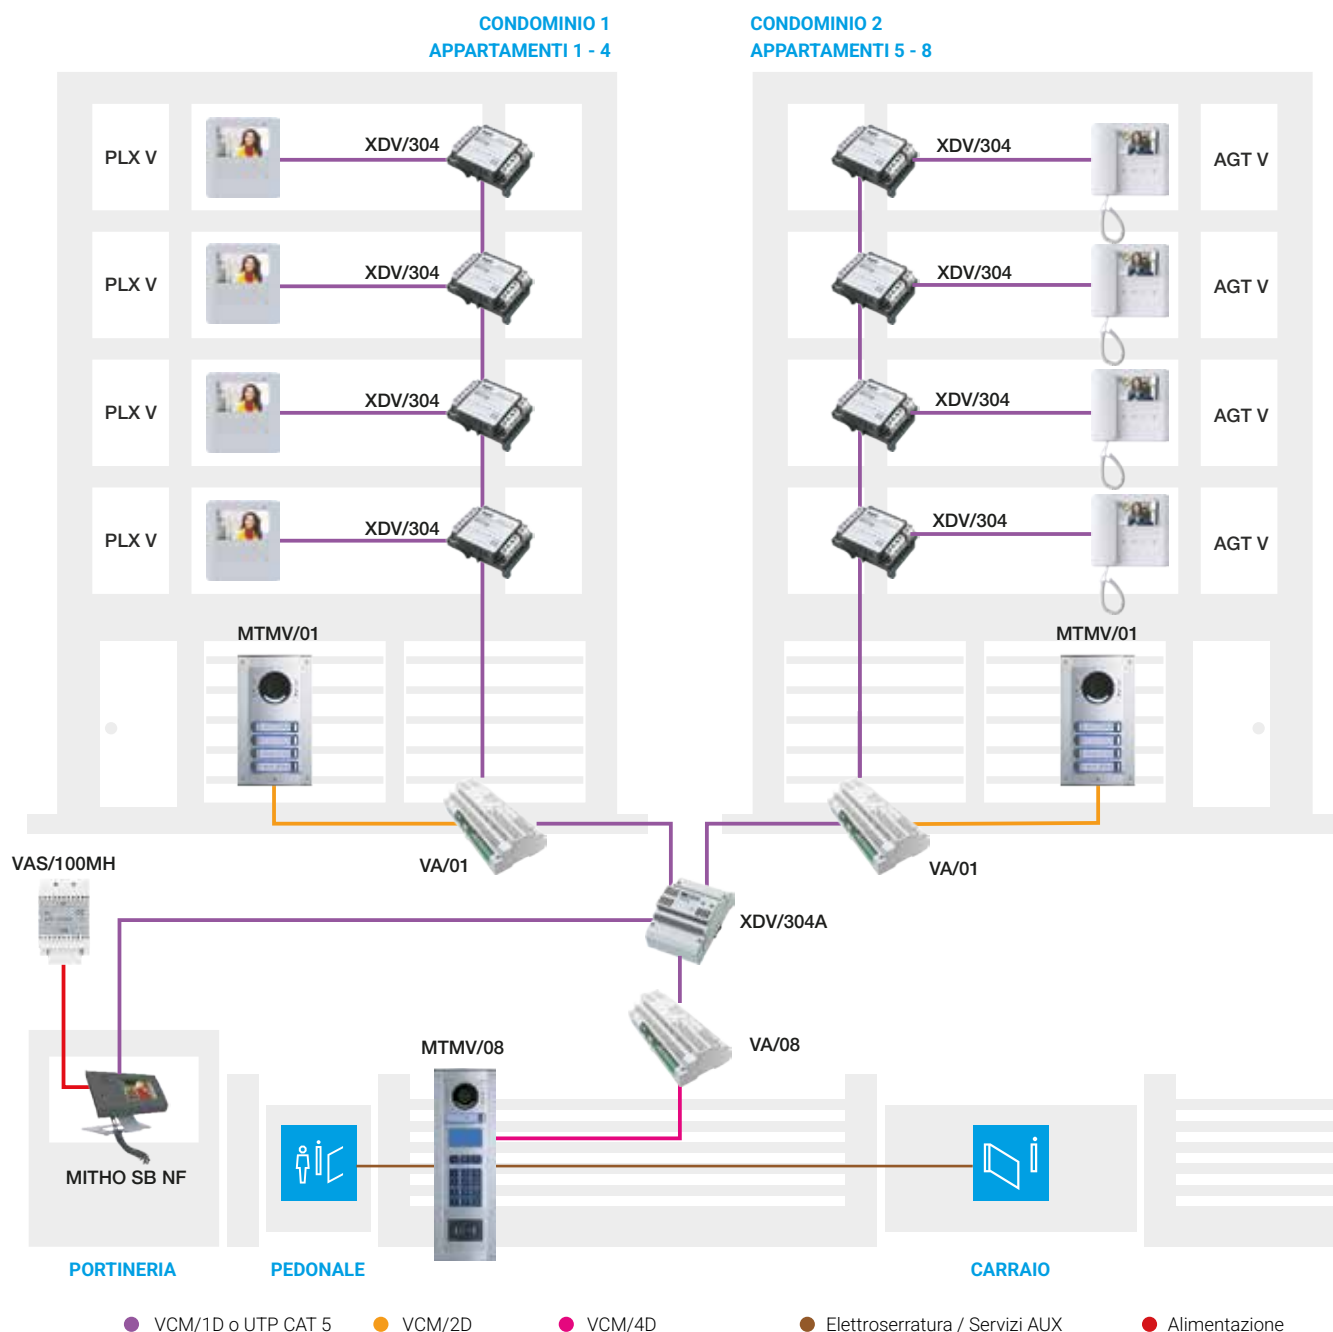 CONDOMINIO 1
APPARTAMENTI 1 - 4
CONDOMINIO 2
APPARTAMENTI 5 - 8
PLX V
XDV/304
XDV/304
AGT V
PLX V
XDV/304
XDV/304
AGT V
PLX V
XDV/304
XDV/304
AGT V
PLX V
XDV/304
XDV/304
AGT V
MTMV/01
MTMV/01
VAS/100MH
VA/01
VA/01
XDV/304A
MTMV/08
VA/08
MITHO SB NF
PORTINERIA
PEDONALE
CARRAIO
VCM/1D o UTP CAT 5
VCM/2D
VCM/4D
Elettroserratura / Servizi AUX
Alimentazione